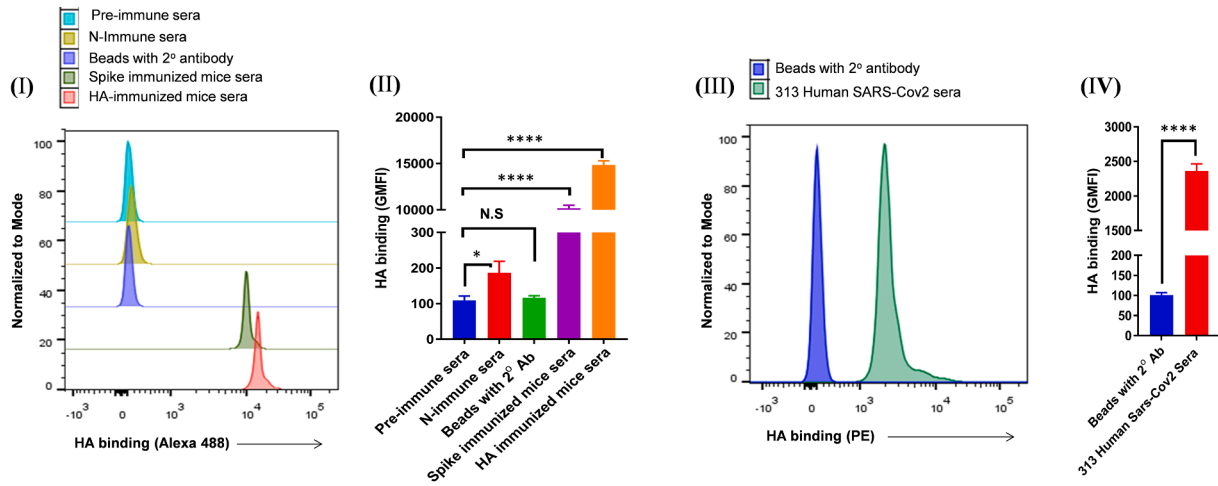 Pre-immune sera
N-Immune sera
Beads with 2º antibody
Spike immunized mice sera
HA-immunized mice sera
(I)
Normalized to Mode
100
80
60
40
20
0
-10³
0
10³
10⁴
10⁵
HA binding (Alexa 488)
(II)
HA binding (GMFI)
20000
15000
10000
300
200
100
0
****
****
N.S
*
Pre-immune sera
N-immune sera
Beads with 2º Ab
Spike immunized mice sera
HA immunized mice sera
(III)
Beads with 2º antibody
313 Human SARS-Cov2 sera
Normalized to Mode
100
80
60
40
20
0
-10³
0
10³
10⁴
10⁵
HA binding (PE)
(IV)
HA binding (GMFI)
3000
2500
2000
1500
200
150
100
50
0
****
Beads with 2º Ab
313 Human Sars-Cov2 Sera